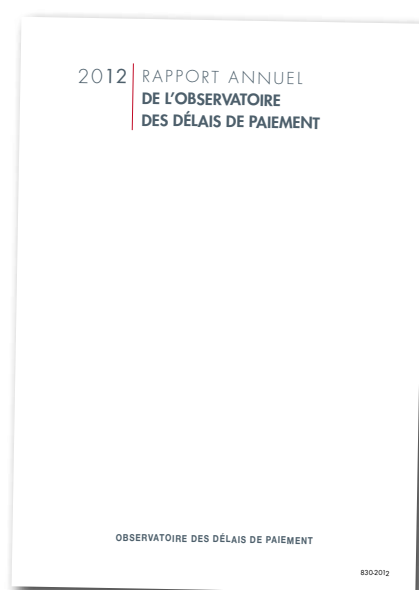 2012 RAPPORT ANNUEL
DE L'OBSERVATOIRE
DES DÉLAIS DE PAIEMENT
OBSERVATOIRE DES DÉLAIS DE PAIEMENT
830-2012